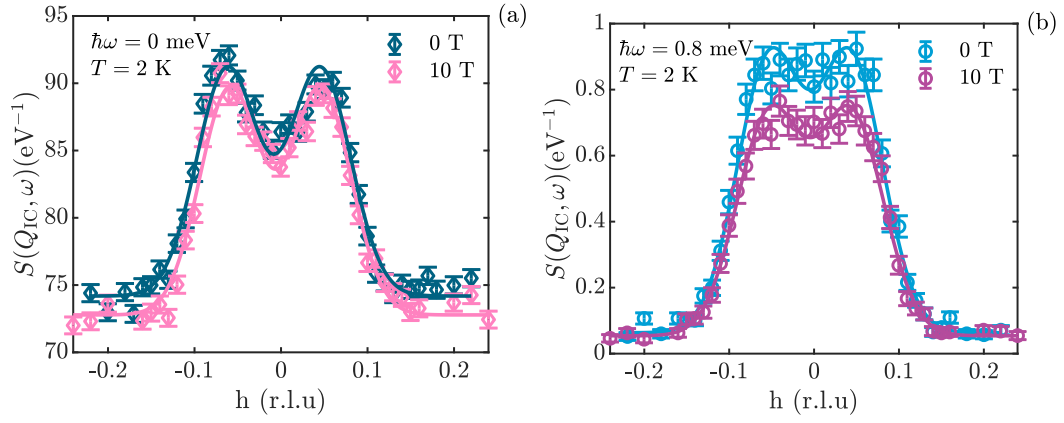 (a)
ħω = 0 meV
T = 2 K
0 T
10 T
S(Q_IC, ω)(eV⁻¹)
95
90
85
80
75
70
-0.2 -0.1 0 0.1 0.2
h (r.l.u)
(b)
ħω = 0.8 meV
T = 2 K
0 T
10 T
S(Q_IC, ω)(eV⁻¹)
1
0.8
0.6
0.4
0.2
0
-0.2 -0.1 0 0.1 0.2
h (r.l.u)